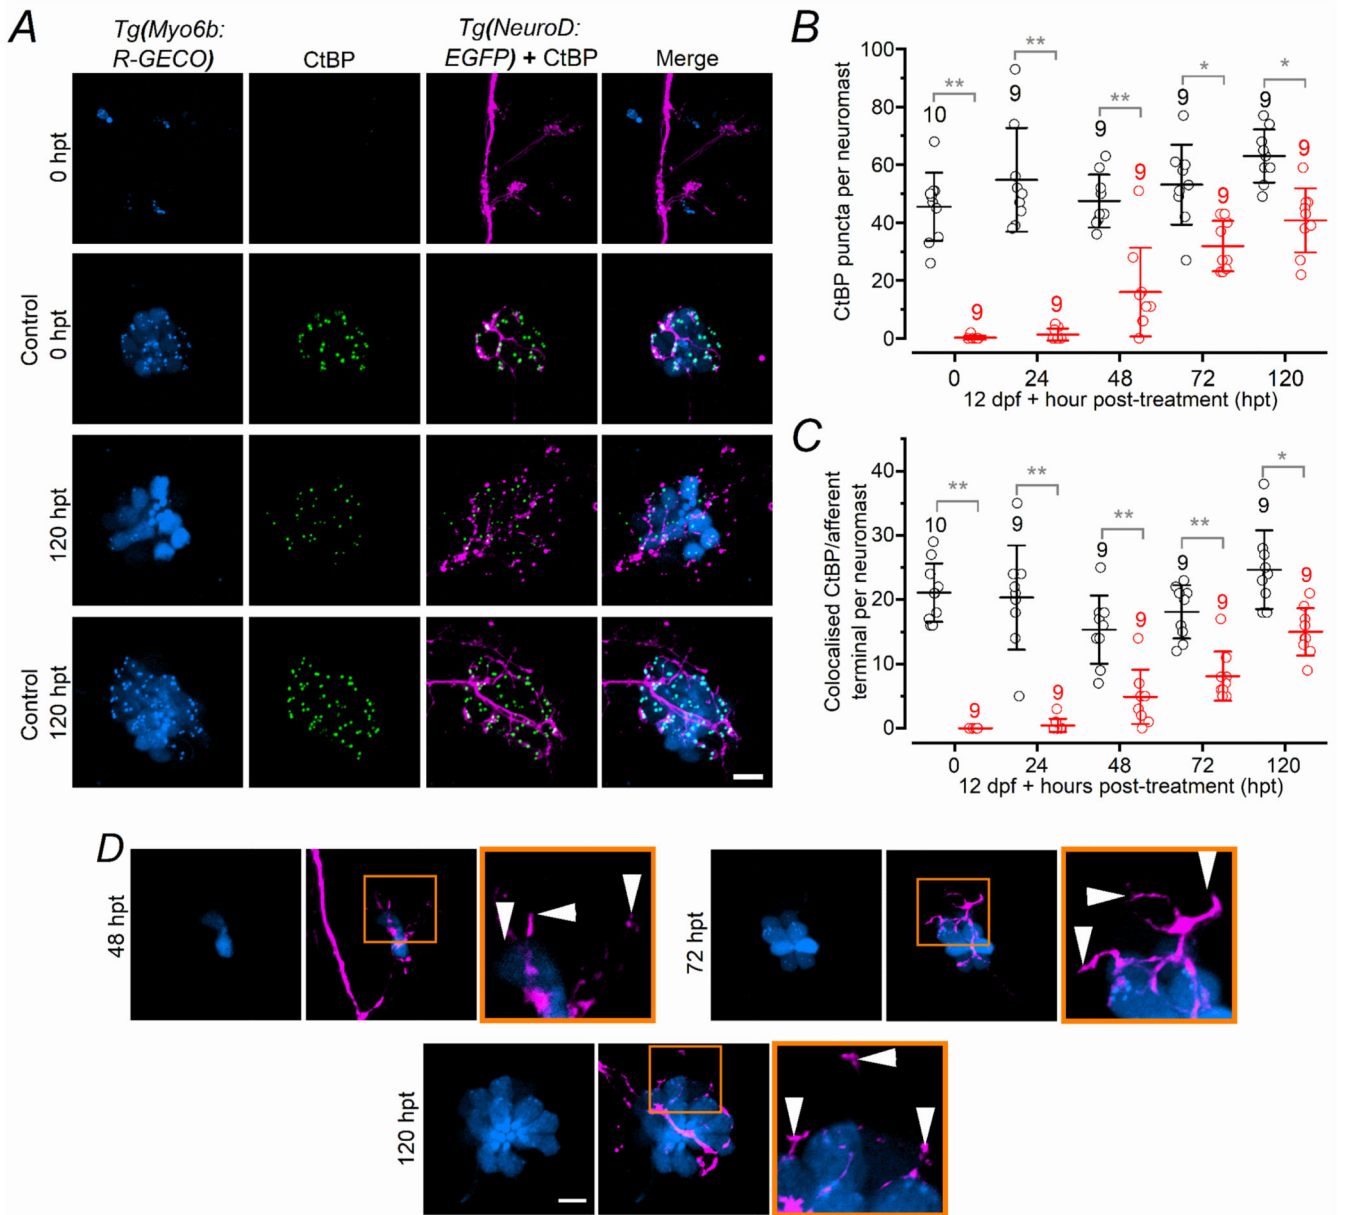 A
Tg(Myo6b:
R-GECO)
CtBP
Tg(NeuroD:
EGFP) + CtBP
Merge
0 hpt
Control
0 hpt
120 hpt
Control
120 hpt
B
CtBP puncta per neuromast
100
80
60
40
20
0
10
9
9
9
9
9
9
9
9
9
**
**
**
*
*
0
24
48
72
120
12 dpf + hour post-treatment (hpt)
C
Colocalised CtBP/afferent
terminal per neuromast
40
30
20
10
0
10
9
9
9
9
9
9
9
9
9
**
**
**
**
*
0
24
48
72
120
12 dpf + hours post-treatment (hpt)
D
48 hpt
72 hpt
120 hpt